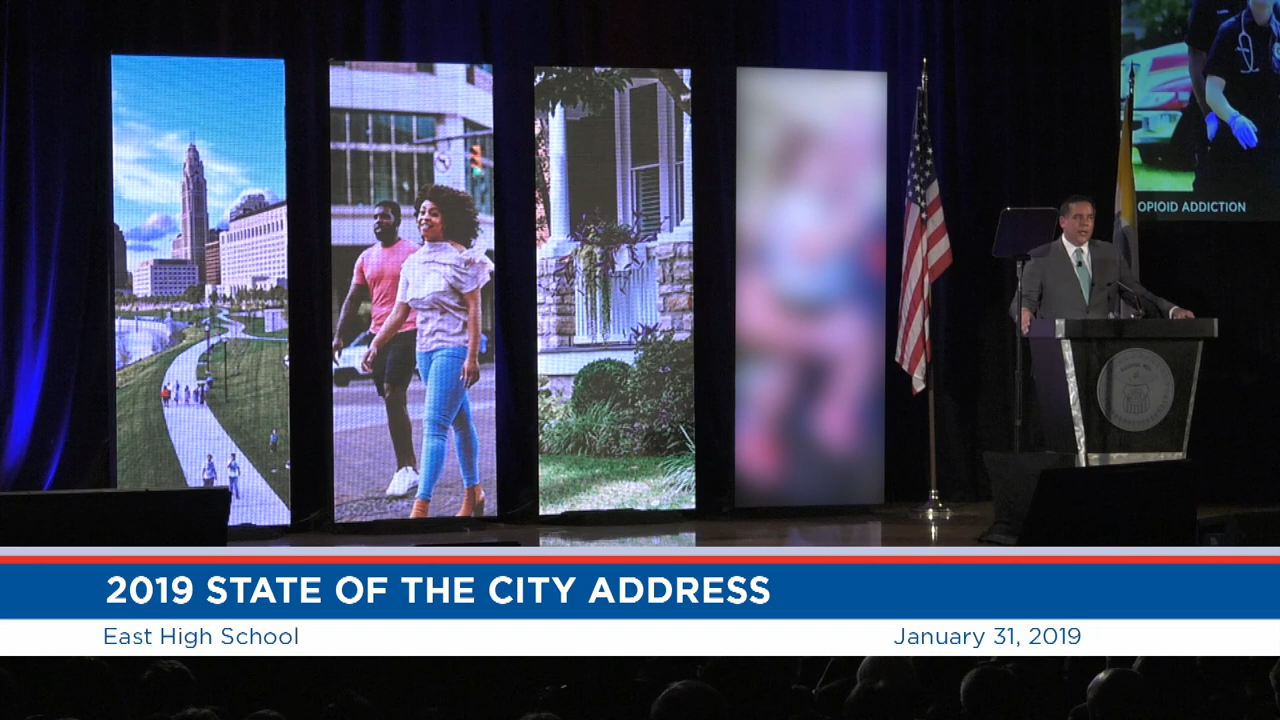 OPIOID ADDICTION
2019 STATE OF THE CITY ADDRESS
East High School
January 31, 2019